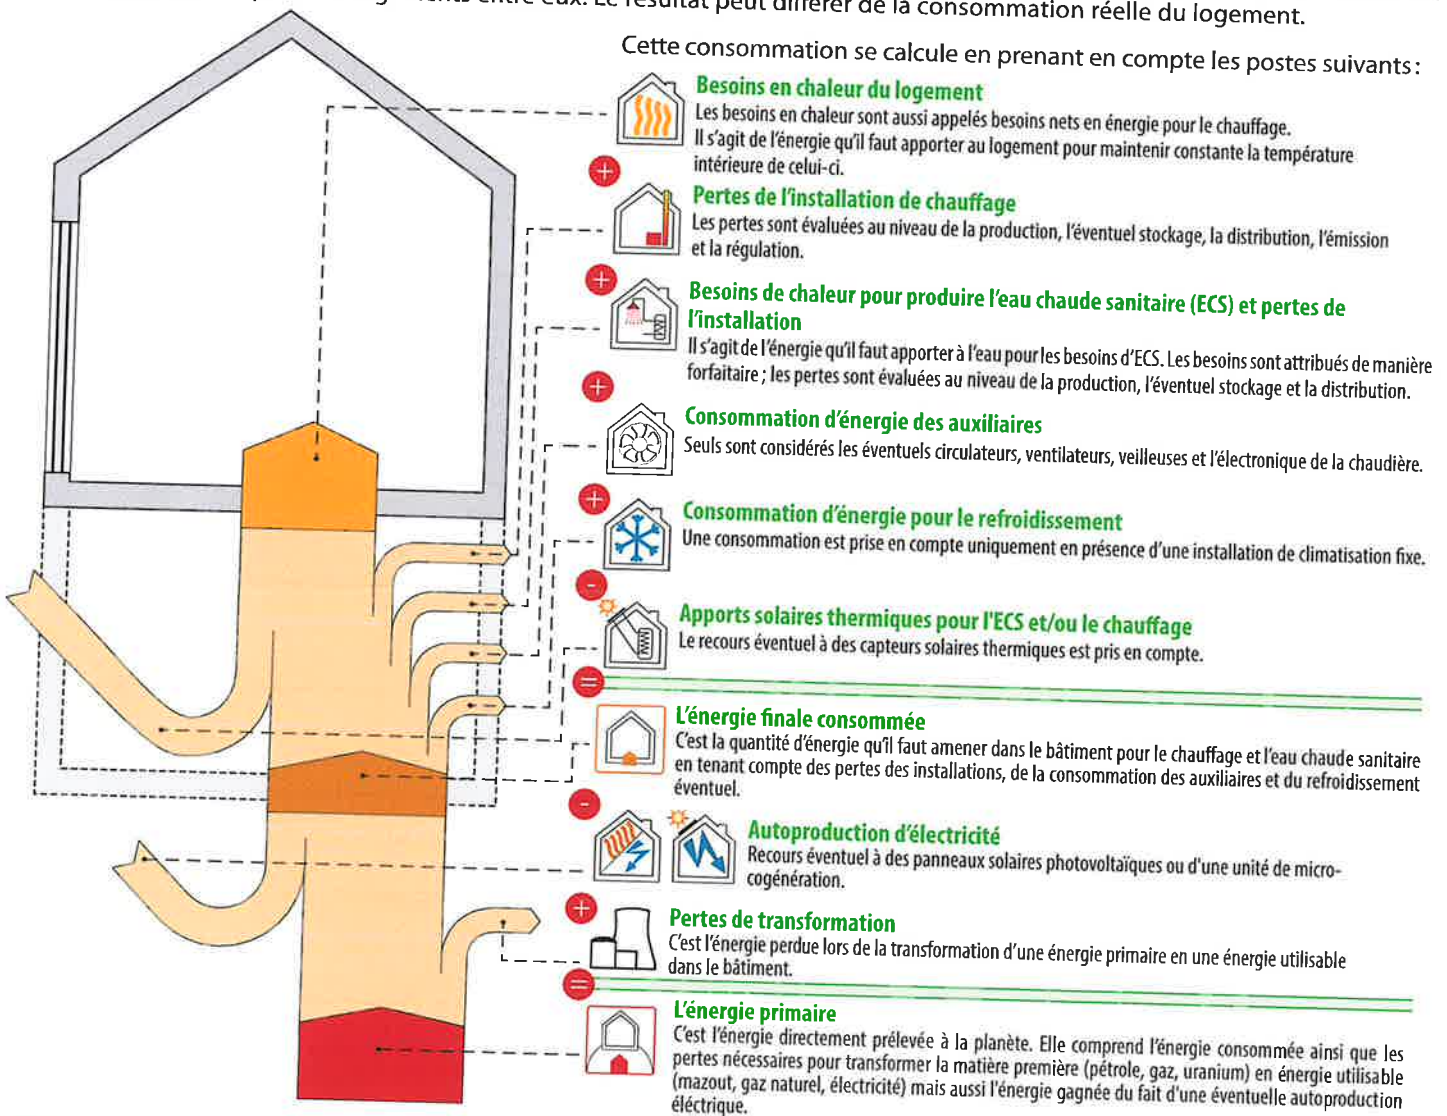 entre eux. Le résultat peut différer de la consommation réelle du logement.
Cette consommation se calcule en prenant en compte les postes suivants :
Besoins en chaleur du logement
Les besoins en chaleur sont aussi appelés besoins nets en énergie pour le chauffage.
Il s'agit de l'énergie qu'il faut apporter au logement pour maintenir constante la température
intérieure de celui-ci.
+
Pertes de l'installation de chauffage
Les pertes sont évaluées au niveau de la production, l'éventuel stockage, la distribution, l'émission
et la régulation.
+
Besoins de chaleur pour produire l'eau chaude sanitaire (ECS) et pertes de
l'installation
Il s'agit de l'énergie qu'il faut apporter à l'eau pour les besoins d'ECS. Les besoins sont attribués de manière
forfaitaire ; les pertes sont évaluées au niveau de la production, l'éventuel stockage et la distribution.
+
Consommation d'énergie des auxiliaires
Seuls sont considérés les éventuels circulateurs, ventilateurs, veilleuses et l'électronique de la chaudière.
+
Consommation d'énergie pour le refroidissement
Une consommation est prise en compte uniquement en présence d'une installation de climatisation fixe.
-
Apports solaires thermiques pour l'ECS et/ou le chauffage
Le recours éventuel à des capteurs solaires thermiques est pris en compte.
=
L'énergie finale consommée
C'est la quantité d'énergie qu'il faut amener dans le bâtiment pour le chauffage et l'eau chaude sanitaire
en tenant compte des pertes des installations, de la consommation des auxiliaires et du refroidissement
éventuel.
-
Autoproduction d'électricité
Recours éventuel à des panneaux solaires photovoltaïques ou d'une unité de micro-
cogénération.
+
Pertes de transformation
C'est l'énergie perdue lors de la transformation d'une énergie primaire en une énergie utilisable
dans le bâtiment.
=
L'énergie primaire
C'est l'énergie directement prélevée à la planète. Elle comprend l'énergie consommée ainsi que les
pertes nécessaires pour transformer la matière première (pétrole, gaz, uranium) en énergie utilisable
(mazout, gaz naturel, électricité) mais aussi l'énergie gagnée du fait d'une éventuelle autoproduction
éléctrique.